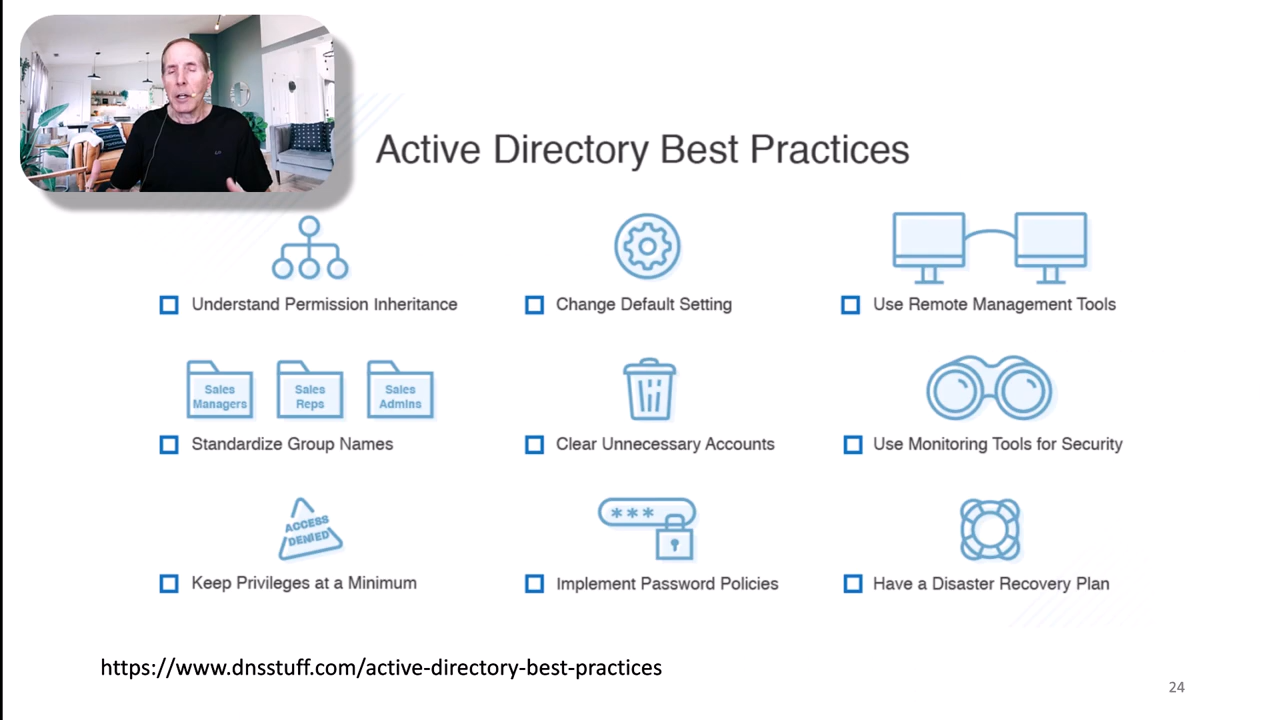 Active Directory Best Practices
Understand Permission Inheritance
Change Default Setting
Use Remote Management Tools
Sales
Managers
Sales
Reps
Sales
Admins
Standardize Group Names
Clear Unnecessary Accounts
Use Monitoring Tools for Security
ACCESS
DENIED
***
Keep Privileges at a Minimum
Implement Password Policies
Have a Disaster Recovery Plan
https://www.dnsstuff.com/active-directory-best-practices
24